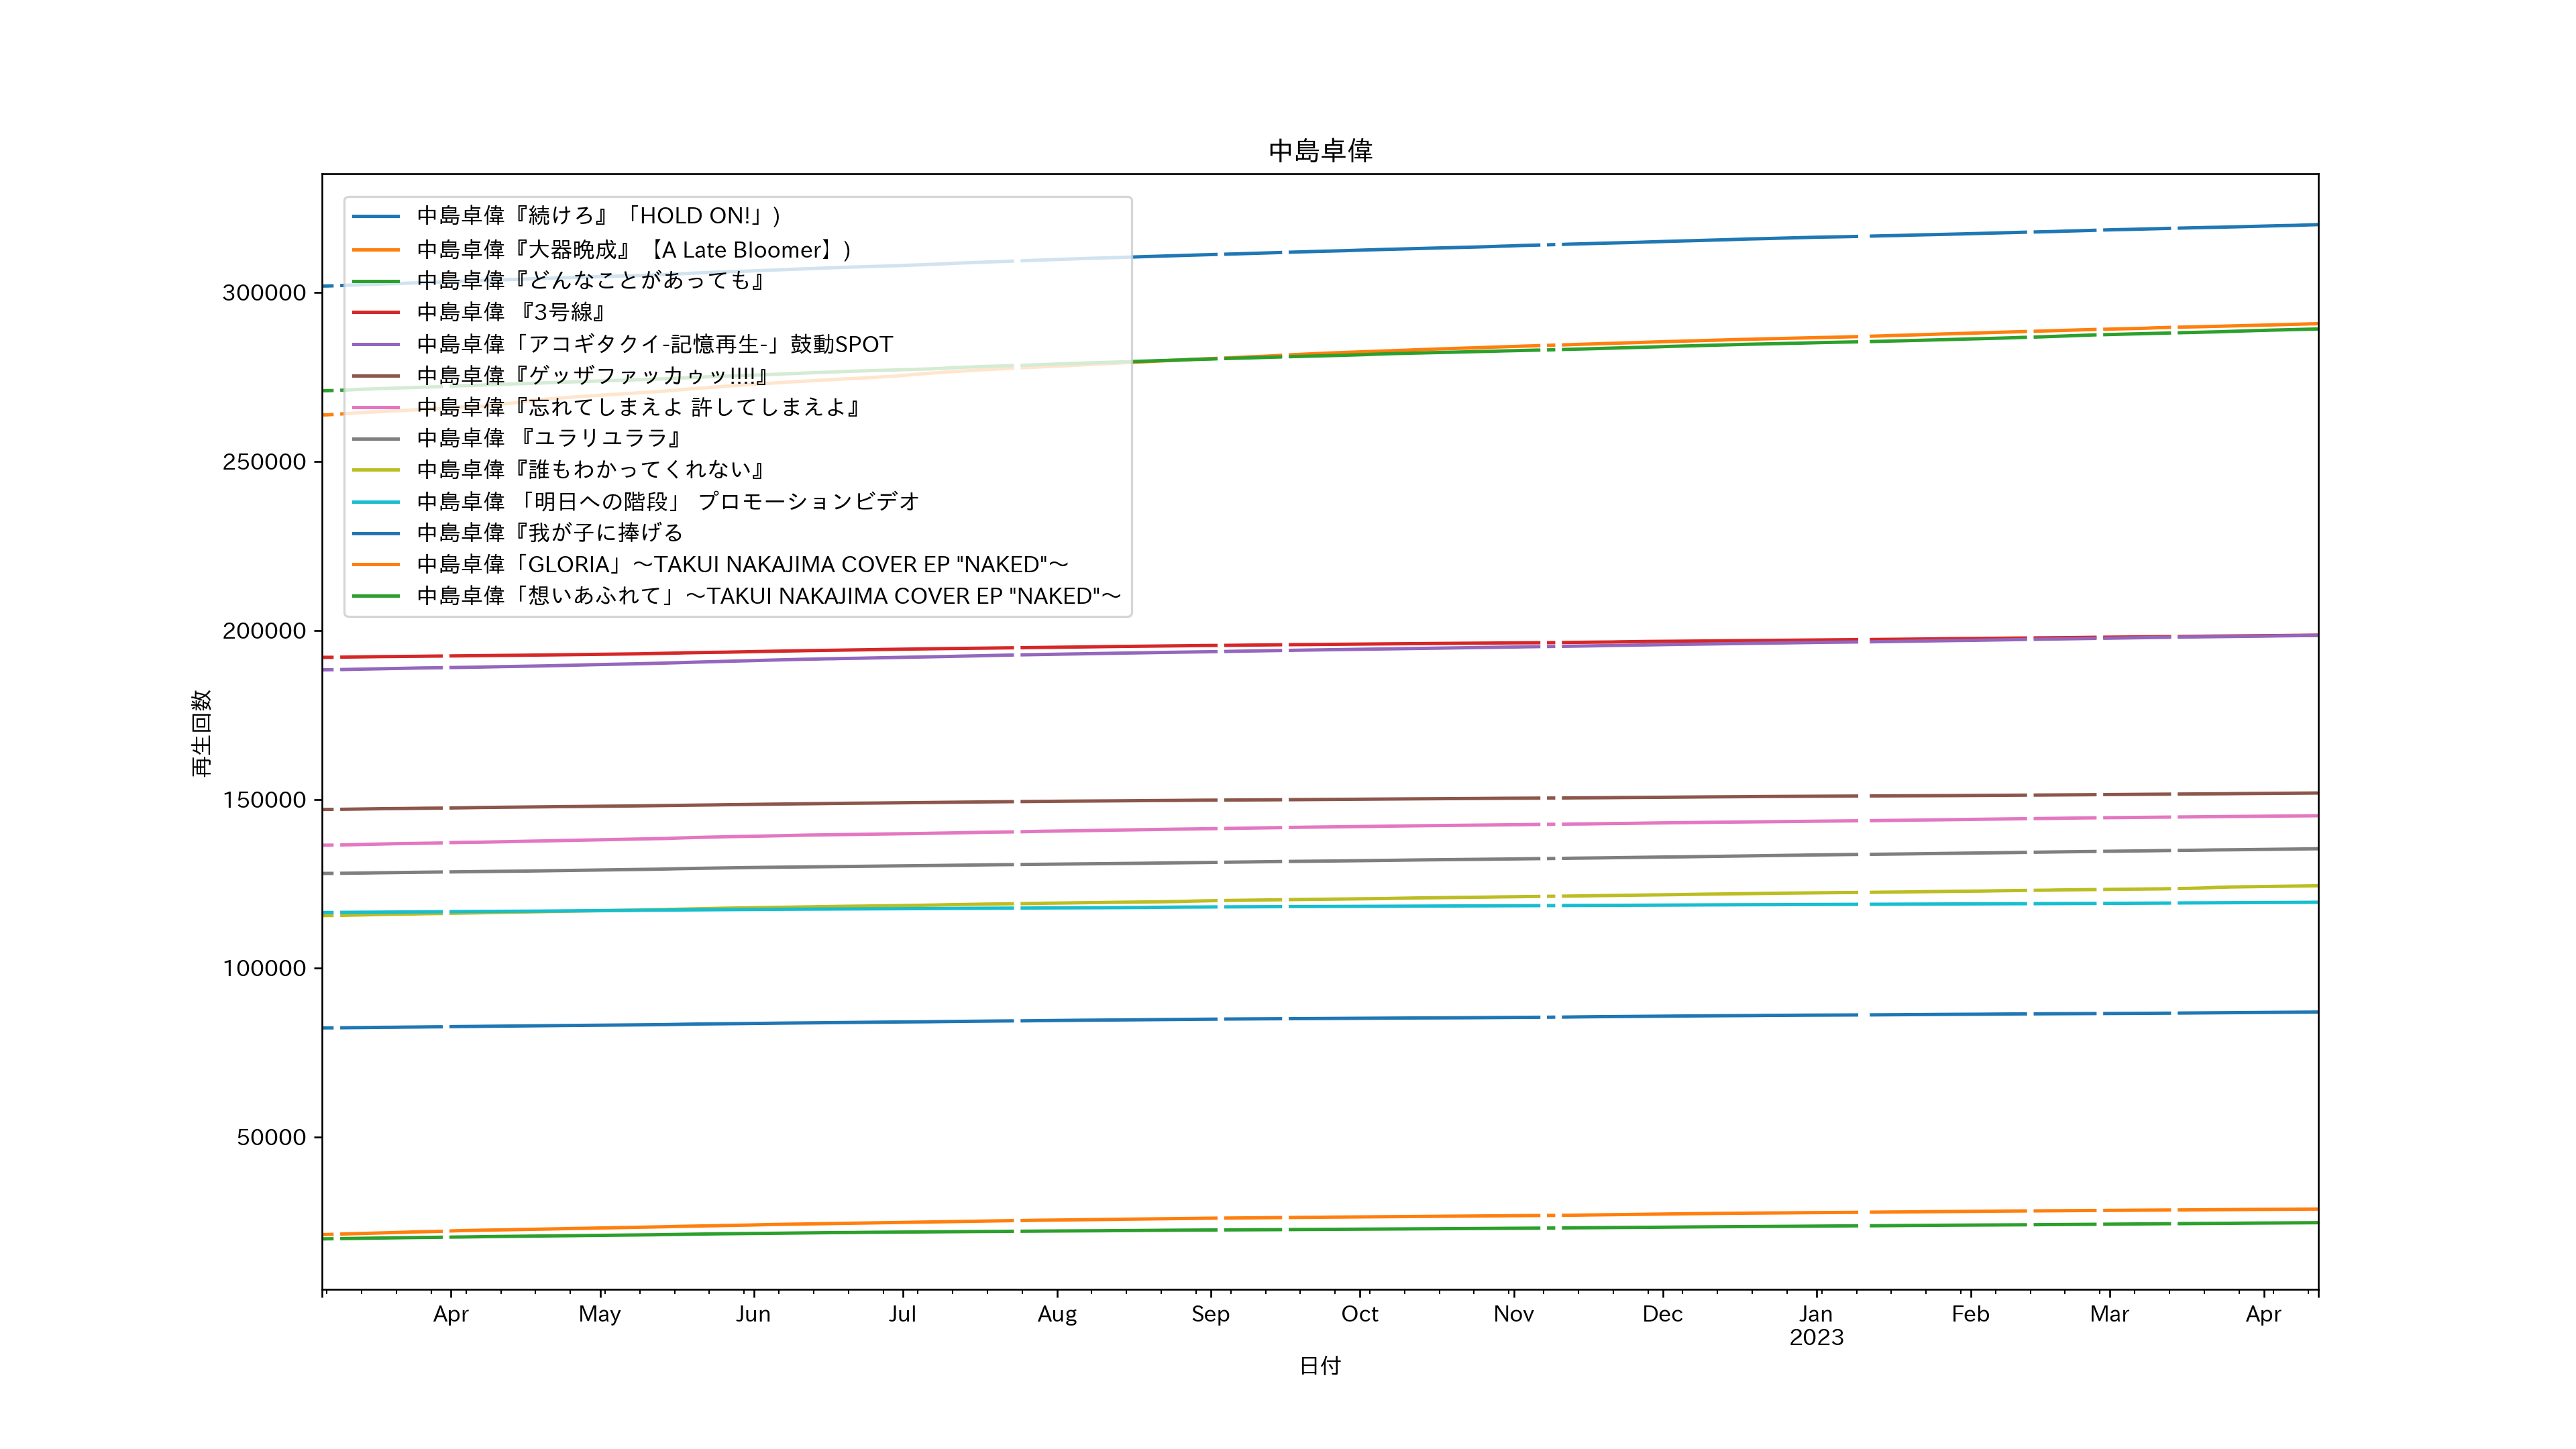 中島卓偉
中島卓偉『続けろ』「HOLD ON!」)
中島卓偉『大器晩成』【A Late Bloomer】)
中島卓偉『どんなことがあっても』
中島卓偉 『3号線』
中島卓偉「アコギタクイ-記憶再生-」鼓動SPOT
中島卓偉『ゲッザファッカゥッ!!!!』
中島卓偉『忘れてしまえよ 許してしまえよ』
中島卓偉 『ユラリユララ』
中島卓偉『誰もわかってくれない』
中島卓偉 「明日への階段」 プロモーションビデオ
中島卓偉『我が子に捧げる
中島卓偉「GLORIA」～TAKUI NAKAJIMA COVER EP "NAKED"～
中島卓偉「想いあふれて」～TAKUI NAKAJIMA COVER EP "NAKED"～
300000
250000
200000
150000
100000
50000
再生回数
Apr May Jun Jul Aug Sep Oct Nov Dec Jan Feb Mar Apr
2023
日付